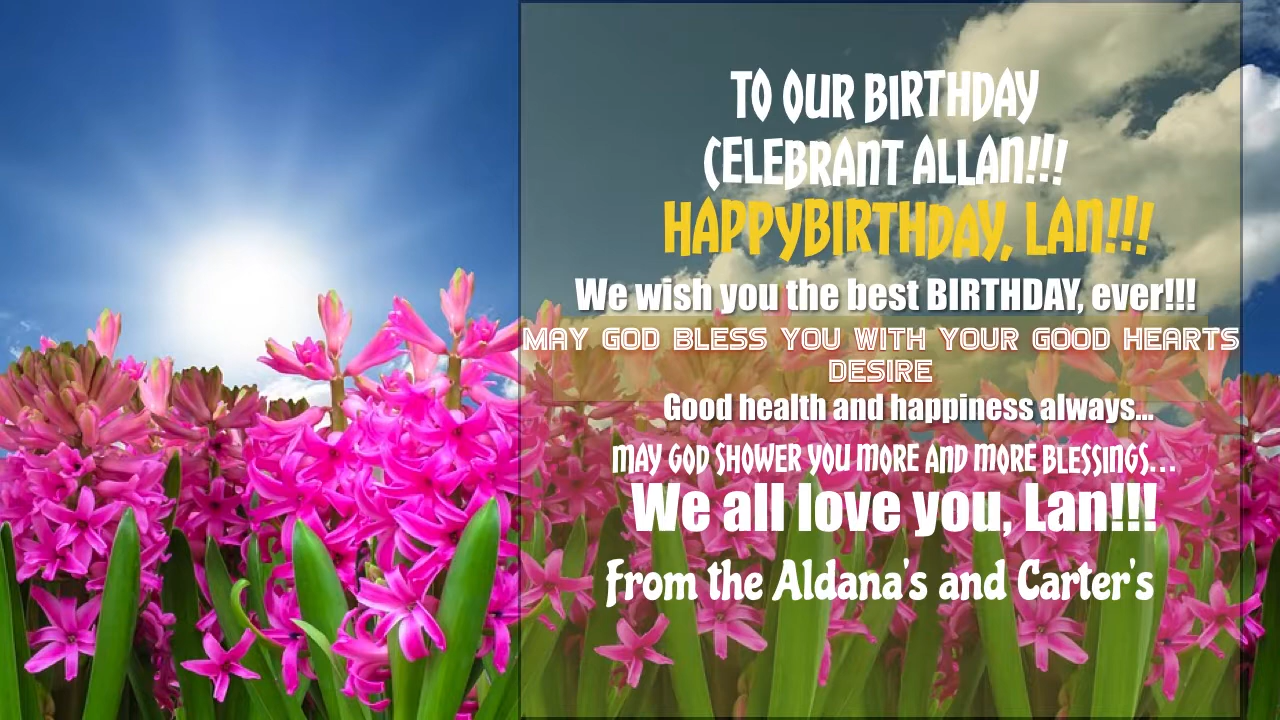 TO OUR BIRTHDAY
CELEBRANT ALLAN!!!
HAPPYBIRTHDAY, LAN!!!
We wish you the best BIRTHDAY, ever!!!
MAY GOD BLESS YOU WITH YOUR GOOD HEARTS
DESIRE
Good health and happiness always...
MAY GOD SHOWER YOU MORE AND MORE BLESSINGS...
We all love you, Lan!!!
From the Aldana's and Carter's